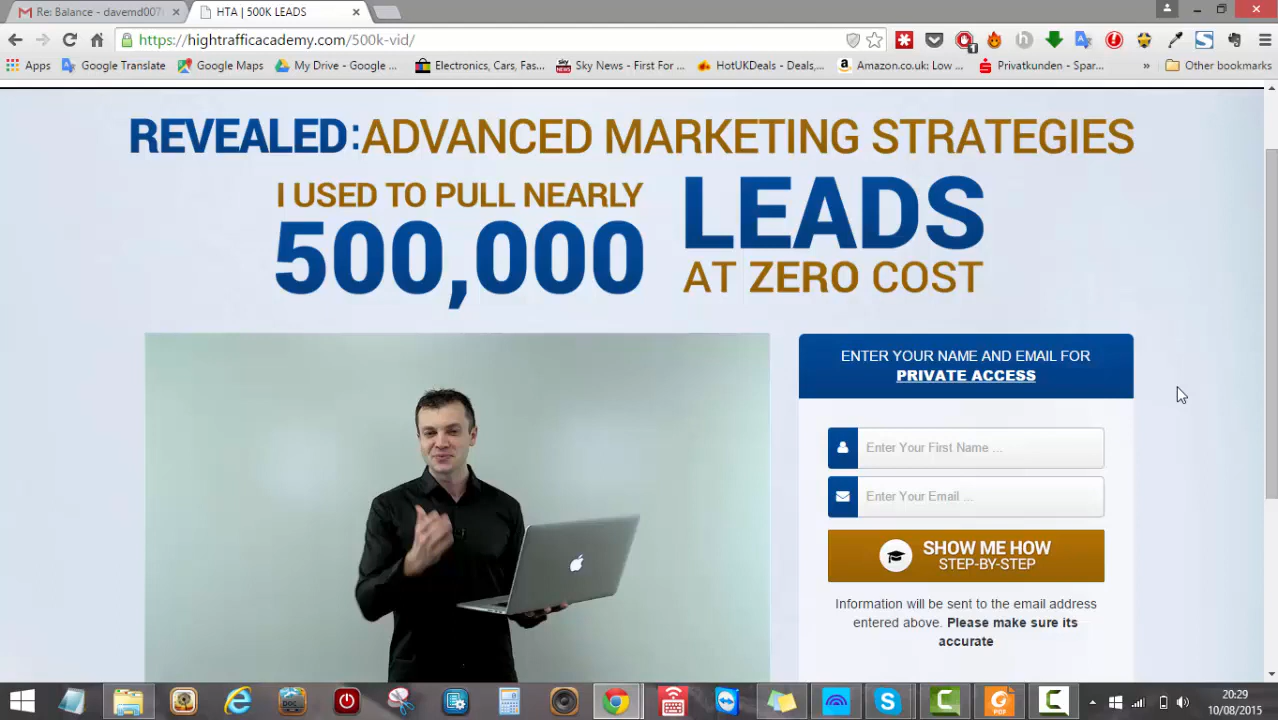 Re: Balance - davemd007
HTA | 500K LEADS
https://hightrafficacademy.com/500k-vid/
Apps
Google Translate
Google Maps
My Drive - Google...
Electronics, Cars, Fas...
Sky News - First For ...
HotUKDeals - Deals,...
Amazon.co.uk: Low ...
Privatkunden - Spar...
»
Other bookmarks
REVEALED: ADVANCED MARKETING STRATEGIES
I USED TO PULL NEARLY
500,000
LEADS
AT ZERO COST
ENTER YOUR NAME AND EMAIL FOR
PRIVATE ACCESS
Enter Your First Name ...
Enter Your Email ...
SHOW ME HOW
STEP-BY-STEP
Information will be sent to the email address
entered above. Please make sure its
accurate
20:29
10/08/2015